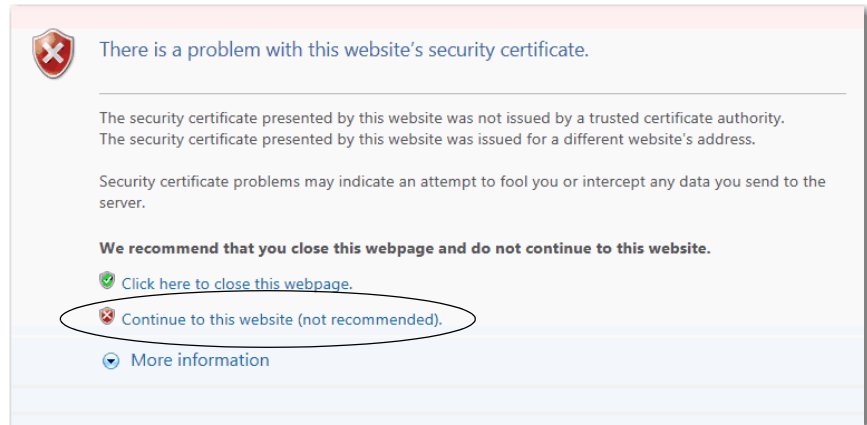 There is a problem with this website's security certificate.
The security certificate presented by this website was not issued by a trusted certificate authority.
The security certificate presented by this website was issued for a different website's address.
Security certificate problems may indicate an attempt to fool you or intercept any data you send to the
server.
We recommend that you close this webpage and do not continue to this website.
Click here to close this webpage.
Continue to this website (not recommended).
More information